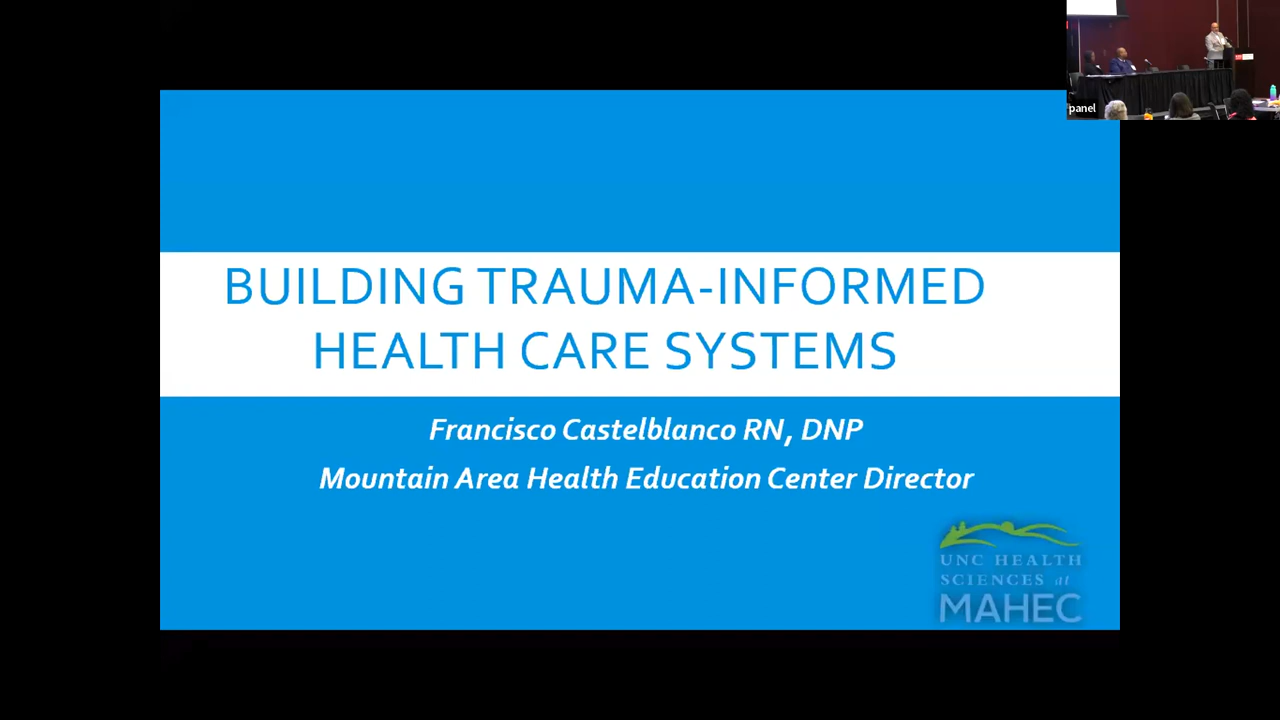 panel
BUILDING TRAUMA-INFORMED
HEALTH CARE SYSTEMS
Francisco Castelblanco RN, DNP
Mountain Area Health Education Center Director
UNC HEALTH
SCIENCES at
MAHEC